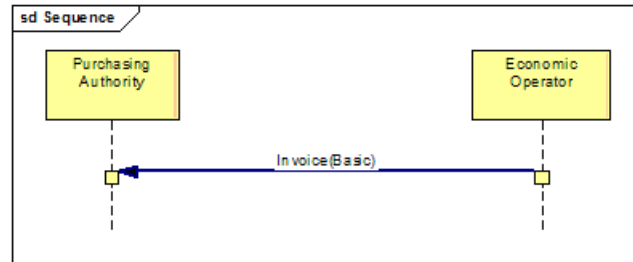 sd Sequence
Purchasing
Authority
Economic
Operator
Invoice(Basic)